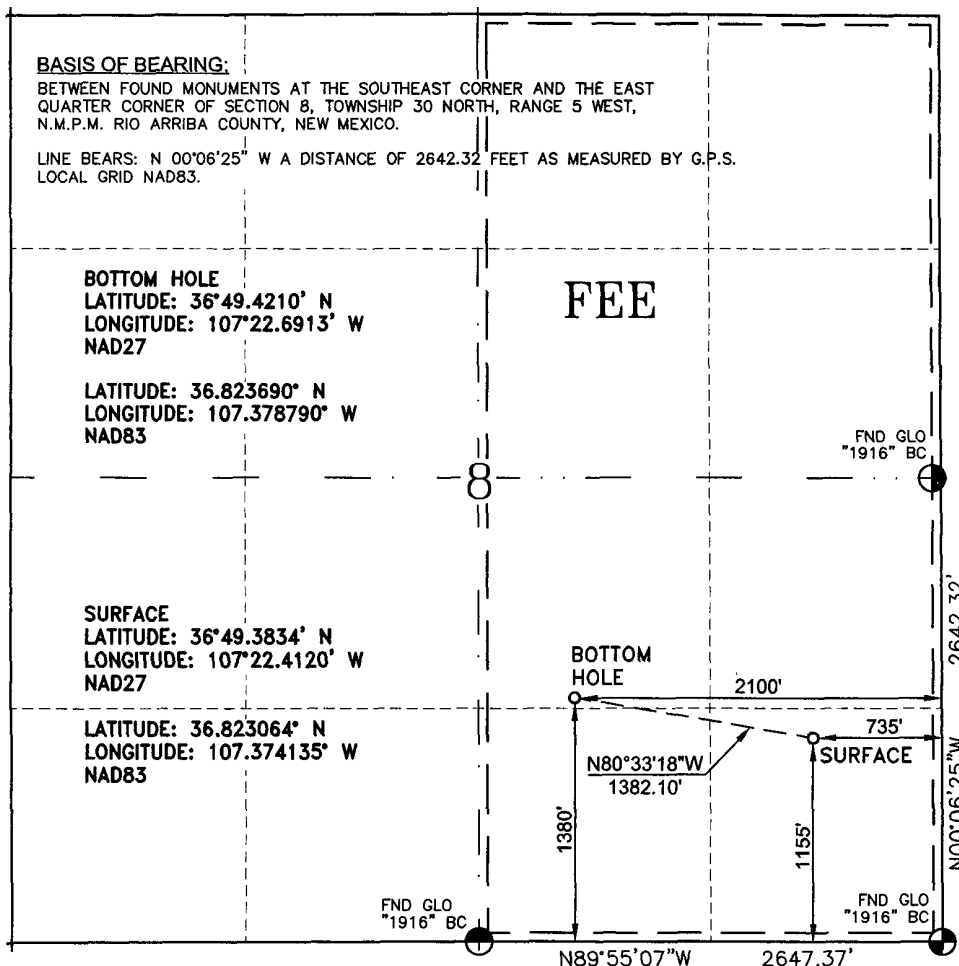 BASIS OF BEARING:
BETWEEN FOUND MONUMENTS AT THE SOUTHEAST CORNER AND THE EAST
QUARTER CORNER OF SECTION 8, TOWNSHIP 30 NORTH, RANGE 5 WEST,
N.M.P.M. RIO ARRIBA COUNTY, NEW MEXICO.
LINE BEARS: N 00°06'25" W A DISTANCE OF 2642.32 FEET AS MEASURED BY G.P.S.
LOCAL GRID NAD83.
BOTTOM HOLE
LATITUDE: 36°49.4210' N
LONGITUDE: 107°22.6913' W
NAD27
LATITUDE: 36.823690° N
LONGITUDE: 107.378790° W
NAD83
FEE
FND GLO
"1916" BC
8
SURFACE
LATITUDE: 36°49.3834' N
LONGITUDE: 107°22.4120' W
NAD27
LATITUDE: 36.823064° N
LONGITUDE: 107.374135° W
NAD83
BOTTOM
HOLE
2100'
735'
SURFACE
N80°33'18"W
1382.10'
1380'
1155'
N00°06'25"W 2642.32'
FND GLO
"1916" BC
FND GLO
"1916" BC
N89°55'07"W 2647.37'